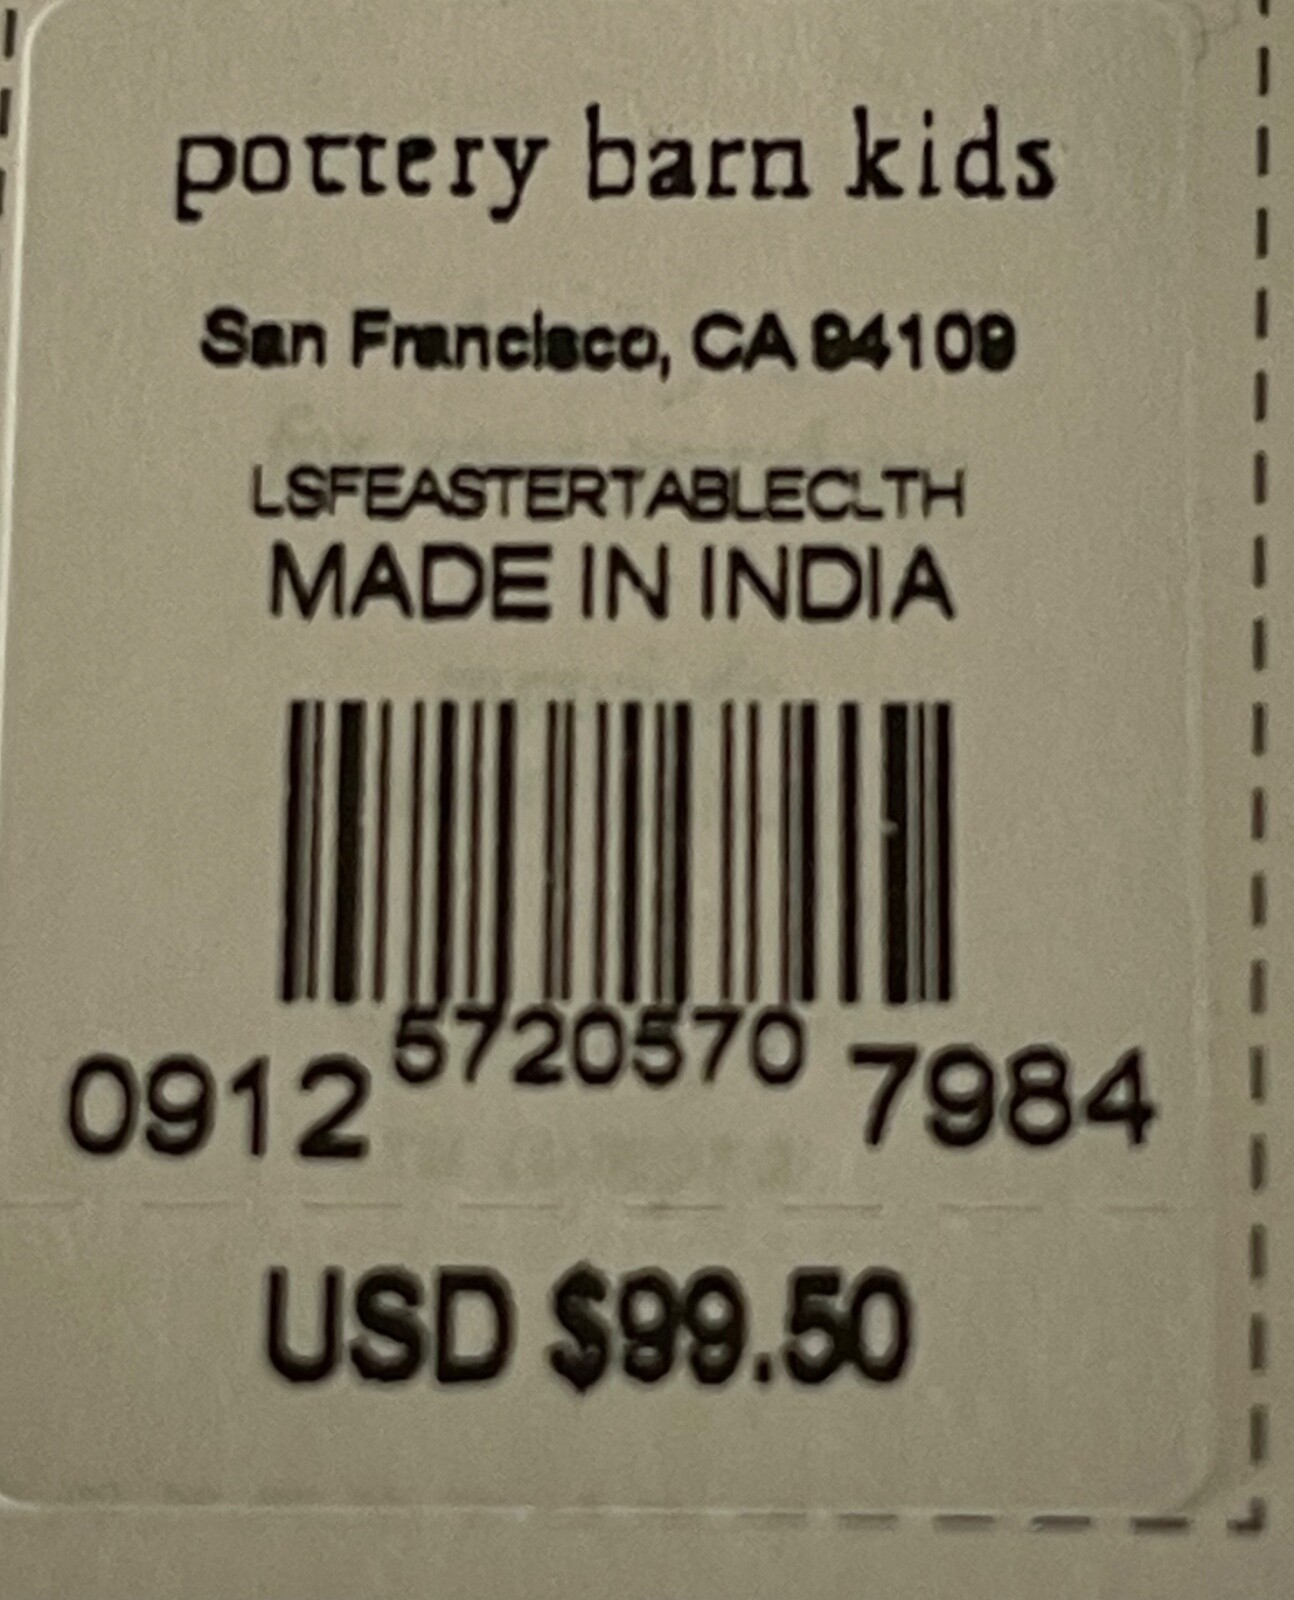 pottery barn kids
San Francisco, CA 94109
LSFEASTERTABLECLTH
MADE IN INDIA
0912 5720570 7984
USD $99.50